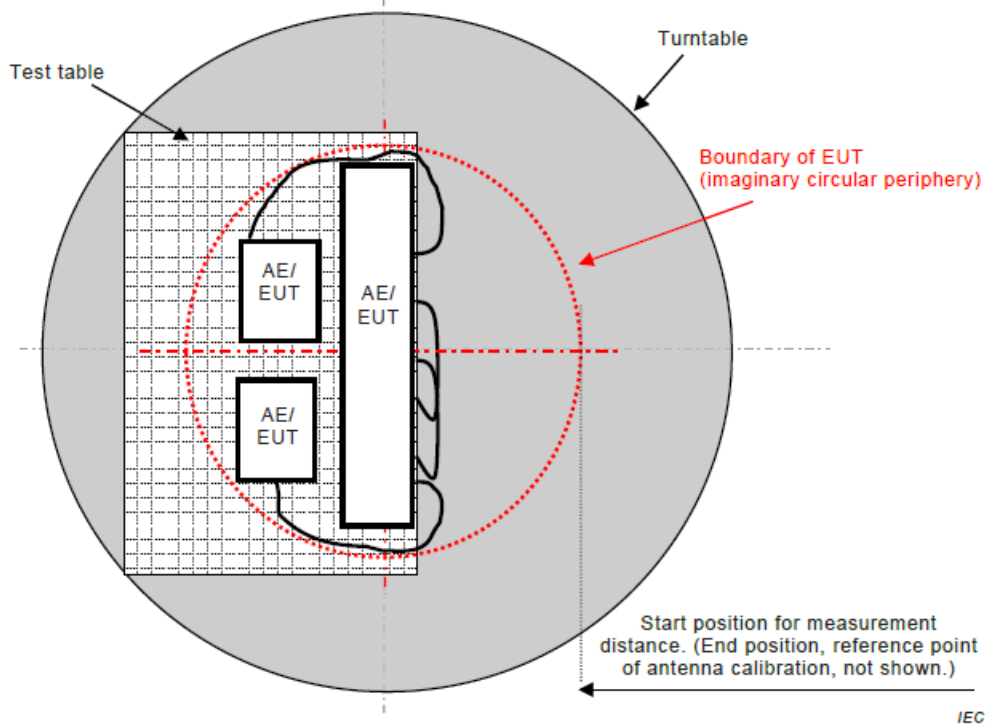 Turntable
Test table
Boundary of EUT
(imaginary circular periphery)
AE/
EUT
AE/
EUT
AE/
EUT
Start position for measurement
distance. (End position, reference point
of antenna calibration, not shown.)
IEC